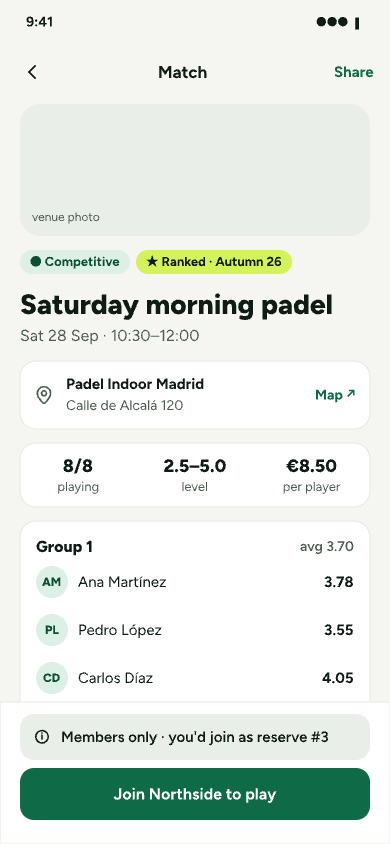 9:41
Match
Share
venue photo
Competitive
★ Ranked · Autumn 26
Saturday morning padel
Sat 28 Sep · 10:30–12:00
Padel Indoor Madrid
Calle de Alcalá 120
Map ↗
8/8
playing
2.5–5.0
level
€8.50
per player
Group 1
avg 3.70
AM
Ana Martínez
3.78
PL
Pedro López
3.55
CD
Carlos Díaz
4.05
Members only · you'd join as reserve #3
Join Northside to play